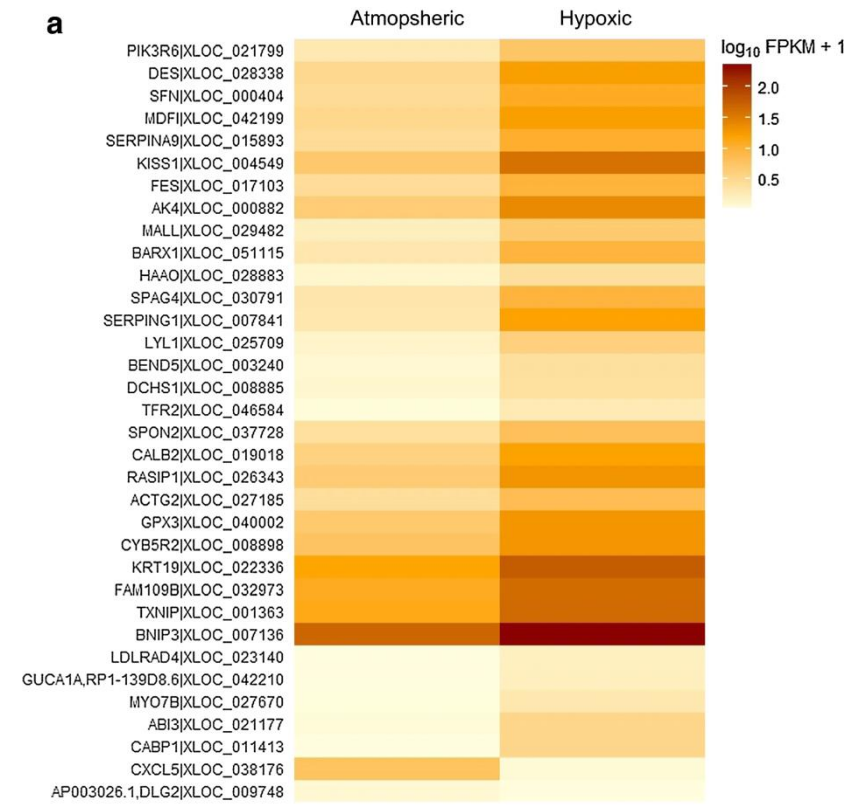 a
Atmopsheric Hypoxic
log10 FPKM + 1
2.0
1.5
1.0
0.5
PIK3R6|XLOC_021799
DES|XLOC_028338
SFN|XLOC_000404
MDFI|XLOC_042199
SERPINA9|XLOC_015893
KISS1|XLOC_004549
FES|XLOC_017103
AK4|XLOC_000882
MALL|XLOC_029482
BARX1|XLOC_051115
HAAO|XLOC_028883
SPAG4|XLOC_030791
SERPING1|XLOC_007841
LYL1|XLOC_025709
BEND5|XLOC_003240
DCHS1|XLOC_008885
TFR2|XLOC_046584
SPON2|XLOC_037728
CALB2|XLOC_019018
RASIP1|XLOC_026343
ACTG2|XLOC_027185
GPX3|XLOC_040002
CYB5R2|XLOC_008898
KRT19|XLOC_022336
FAM109B|XLOC_032973
TXNIP|XLOC_001363
BNIP3|XLOC_007136
LDLRAD4|XLOC_023140
GUCA1A,RP1-139D8.6|XLOC_042210
MYO7B|XLOC_027670
ABI3|XLOC_021177
CABP1|XLOC_011413
CXCL5|XLOC_038176
AP003026.1,DLG2|XLOC_009748